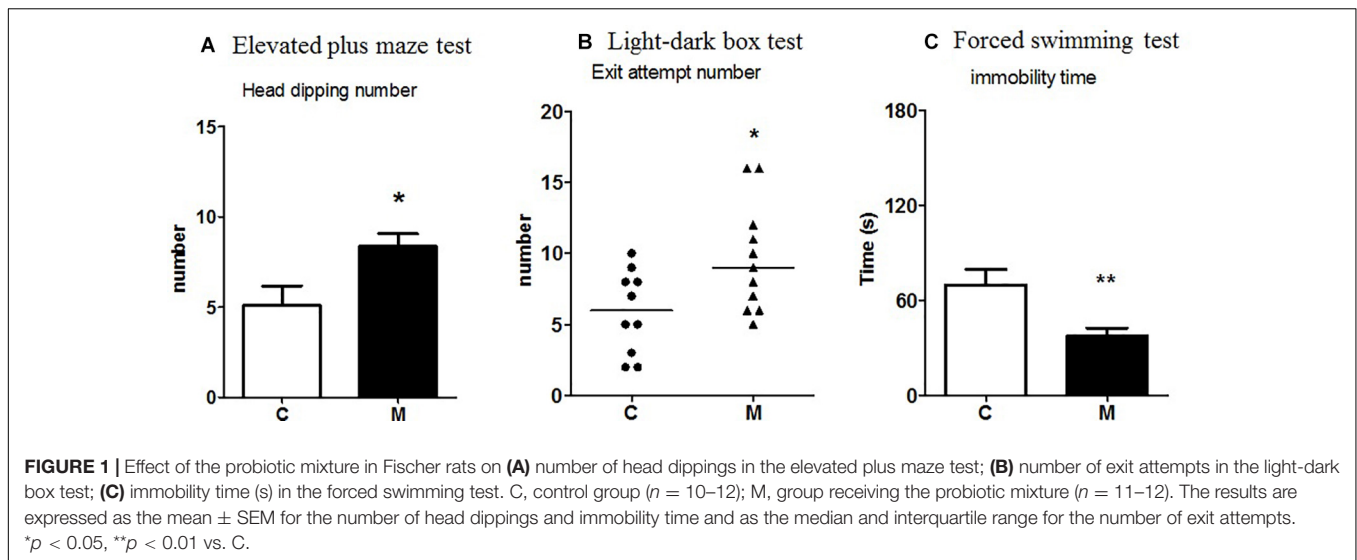 A Elevated plus maze test
Head dipping number
15
10
5
0
number
*
C M
B Light-dark box test
Exit attempt number
20
15
10
5
0
number
*
C M
C Forced swimming test
immobility time
180
120
60
0
Time (s)
**
C M
FIGURE 1 | Effect of the probiotic mixture in Fischer rats on (A) number of head dippings in the elevated plus maze test; (B) number of exit attempts in the light-dark
box test; (C) immobility time (s) in the forced swimming test. C, control group (n = 10–12); M, group receiving the probiotic mixture (n = 11–12). The results are
expressed as the mean ± SEM for the number of head dippings and immobility time and as the median and interquartile range for the number of exit attempts.
*p < 0.05, **p < 0.01 vs. C.